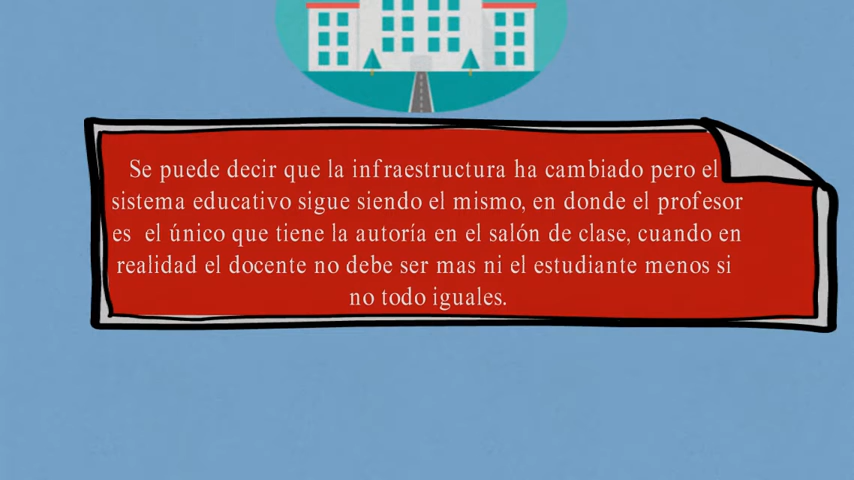 Se puede decir que la infraestructura ha cambiado pero el
sistema educativo sigue siendo el mismo, en donde el profesor
es el único que tiene la autoría en el salón de clase, cuando en
realidad el docente no debe ser mas ni el estudiante menos si
no todo iguales.